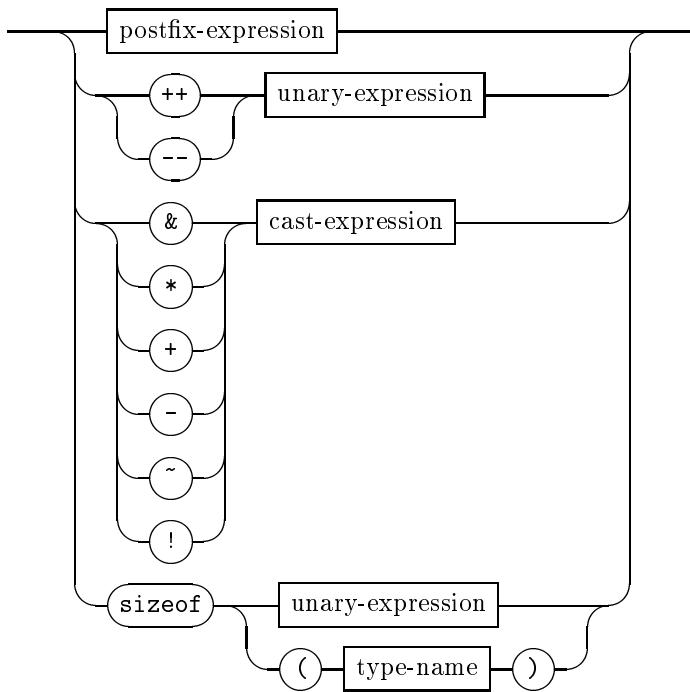 postfix-expression
++ unary-expression
--
& cast-expression
*
+
-
~
!
sizeof unary-expression
( type-name )